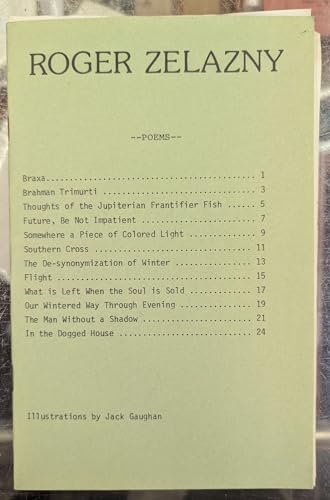 ROGER ZELAZNY
--POEMS--
Braxa.......................................... 1
Brahman Trimurti ............................... 3
Thoughts of the Jupiterian Frantifier Fish ...... 5
Future, Be Not Impatient ....................... 7
Somewhere a Piece of Colored Light ............. 9
Southern Cross ................................. 11
The De-synonymization of Winter ................ 13
Flight ......................................... 15
What is Left When the Soul is Sold ............. 17
Our Wintered Way Through Evening ............... 19
The Man Without a Shadow ....................... 21
In the Dogged House ............................ 24
Illustrations by Jack Gaughan